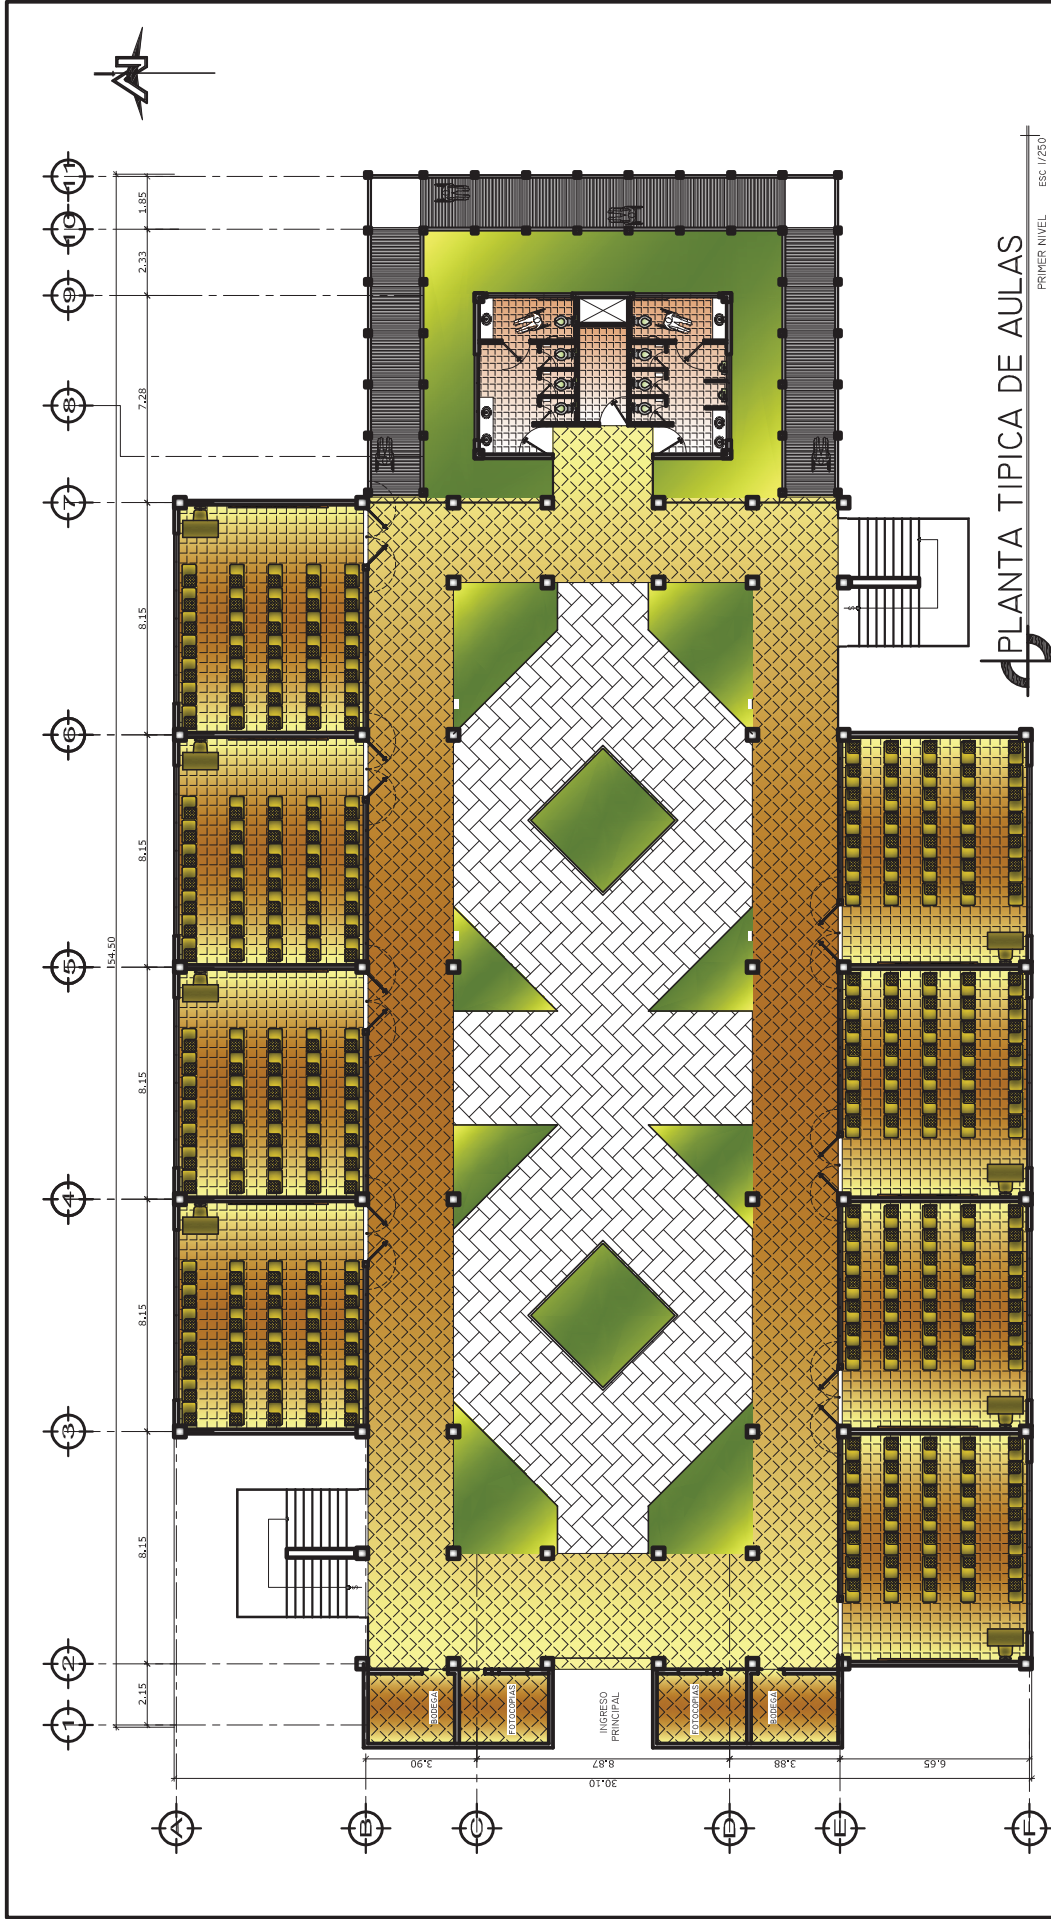 PLANTA TIPICA DE AULAS
PRIMER NIVEL
ESC 1/250
N
1
2
3
4
5
6
7
8
9
10
11
2.15
8.15
8.15
8.15
8.15
8.15
7.28
2.33
1.85
54.50
A
B
C
D
E
F
3.90
8.87
3.88
6.65
30.10
BODEGA
FOTOCOPIAS
INGRESO
PRINCIPAL
FOTOCOPIAS
BODEGA
S
S